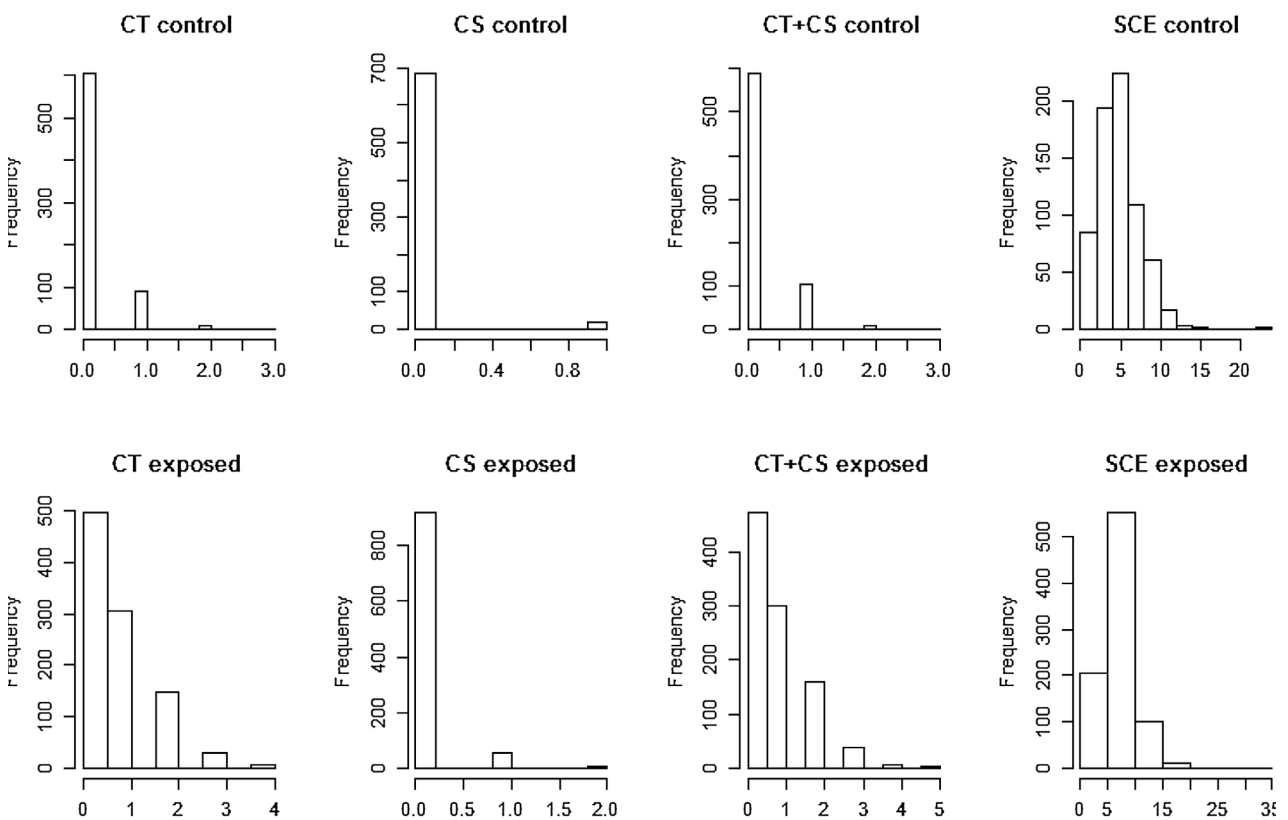 CT control
CS control
CT+CS control
SCE control
Frequency
0 100 300 500
0.0 1.0 2.0 3.0
Frequency
0 100 300 500 700
0.0 0.4 0.8
Frequency
0 100 300 500
0.0 1.0 2.0 3.0
Frequency
0 50 100 150 200
0 5 10 15 20
CT exposed
CS exposed
CT+CS exposed
SCE exposed
Frequency
0 100 200 300 400 500
0 1 2 3 4
Frequency
0 200 400 600 800
0.0 0.5 1.0 1.5 2.0
Frequency
0 100 200 300 400
0 1 2 3 4 5
Frequency
0 100 200 300 400 500
0 5 15 25 35